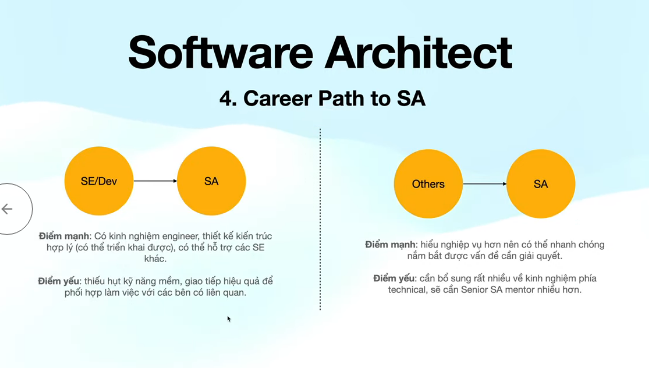 Software Architect
4. Career Path to SA
SE/Dev
SA
Điểm mạnh: Có kinh nghiệm engineer, thiết kế kiến trúc
hợp lý (có thể triển khai được), có thể hỗ trợ các SE
khác.
Điểm yếu: thiếu hụt kỹ năng mềm, giao tiếp hiệu quả để
phối hợp làm việc với các bên có liên quan.
Others
SA
Điểm mạnh: hiểu nghiệp vụ hơn nên có thể nhanh chóng
nắm bắt được vấn đề cần giải quyết.
Điểm yếu: cần bổ sung rất nhiều về kinh nghiệm phía
technical, sẽ cần Senior SA mentor nhiều hơn.